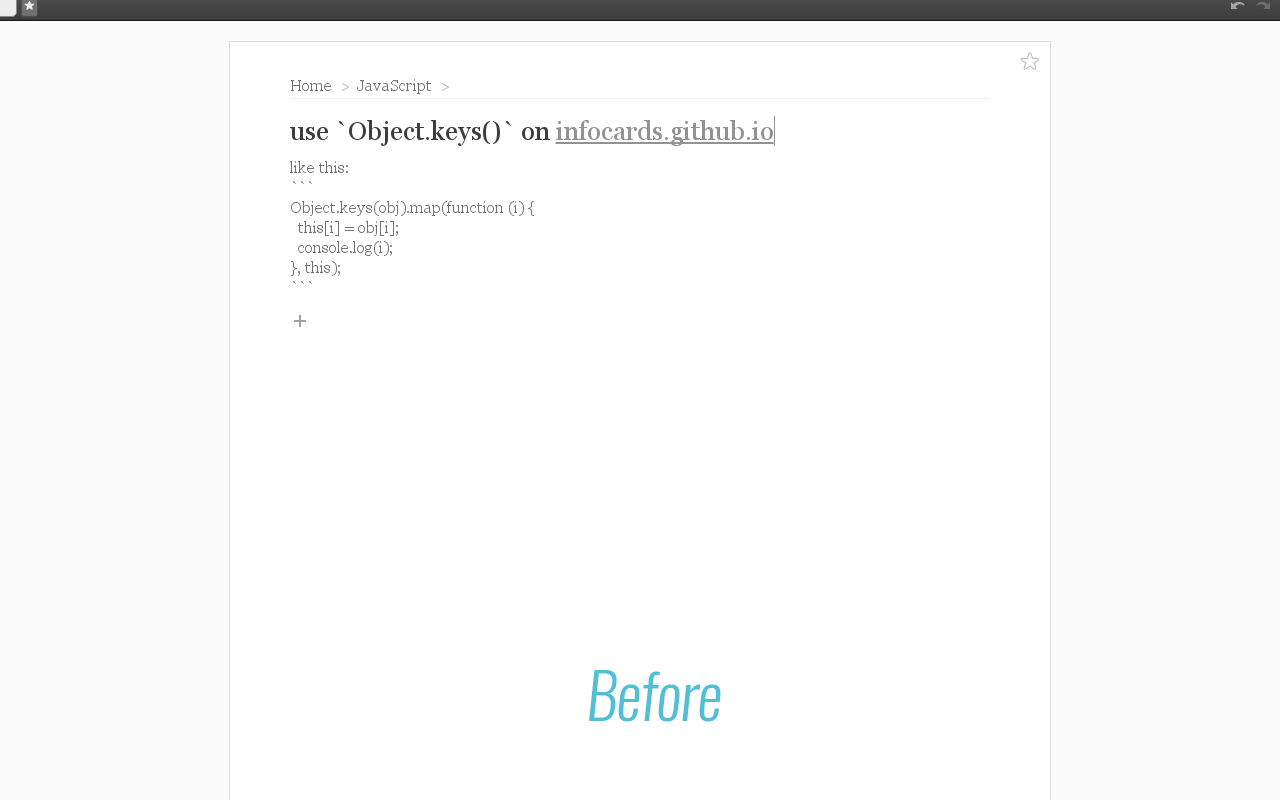 Home > JavaScript >
use `Object.keys()` on infocards.github.io
like this:
```
Object.keys(obj).map(function (i) {
  this[i] = obj[i];
  console.log(i);
}, this);
```
+
Before